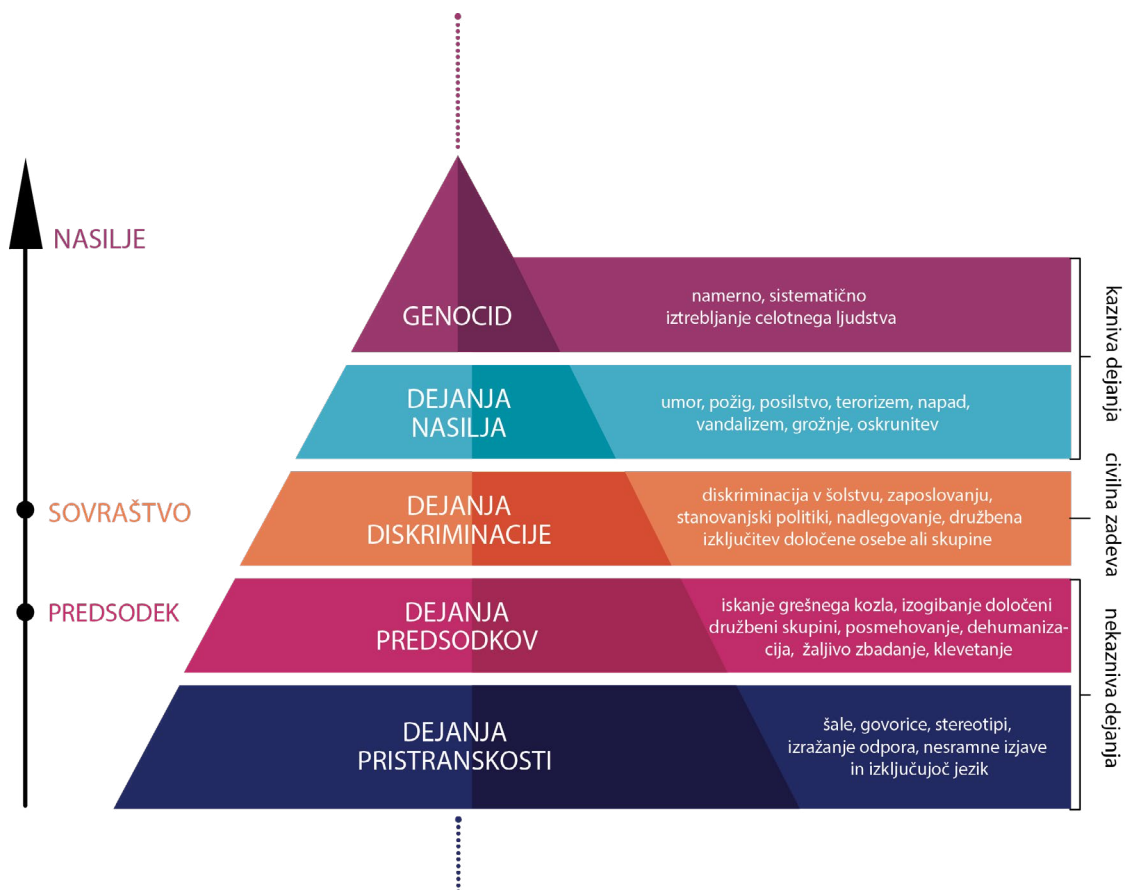 NASILJE
GENOCID
namerno, sistematično
iztrebljanje celotnega ljudstva
kazniva dejanja
DEJANJA
NASILJA
umor, požig, posilstvo, terorizem, napad,
vandalizem, grožnje, oskrunitev
SOVRAŠTVO
DEJANJA
DISKRIMINACIJE
diskriminacija v šolstvu, zaposlovanju,
stanovanjski politiki, nadlegovanje, družbena
izključitev določene osebe ali skupine
civilna zadeva
PREDSODEK
DEJANJA
PREDSODKOV
iskanje grešnega kozla, izogibanje določeni
družbeni skupini, posmehovanje, dehumaniza-
cija, žaljivo zbadanje, klevetanje
nekazniva dejanja
DEJANJA
PRISTRANSKOSTI
šale, govorice, stereotipi,
izražanje odpora, nesramne izjave
in izključujoč jezik